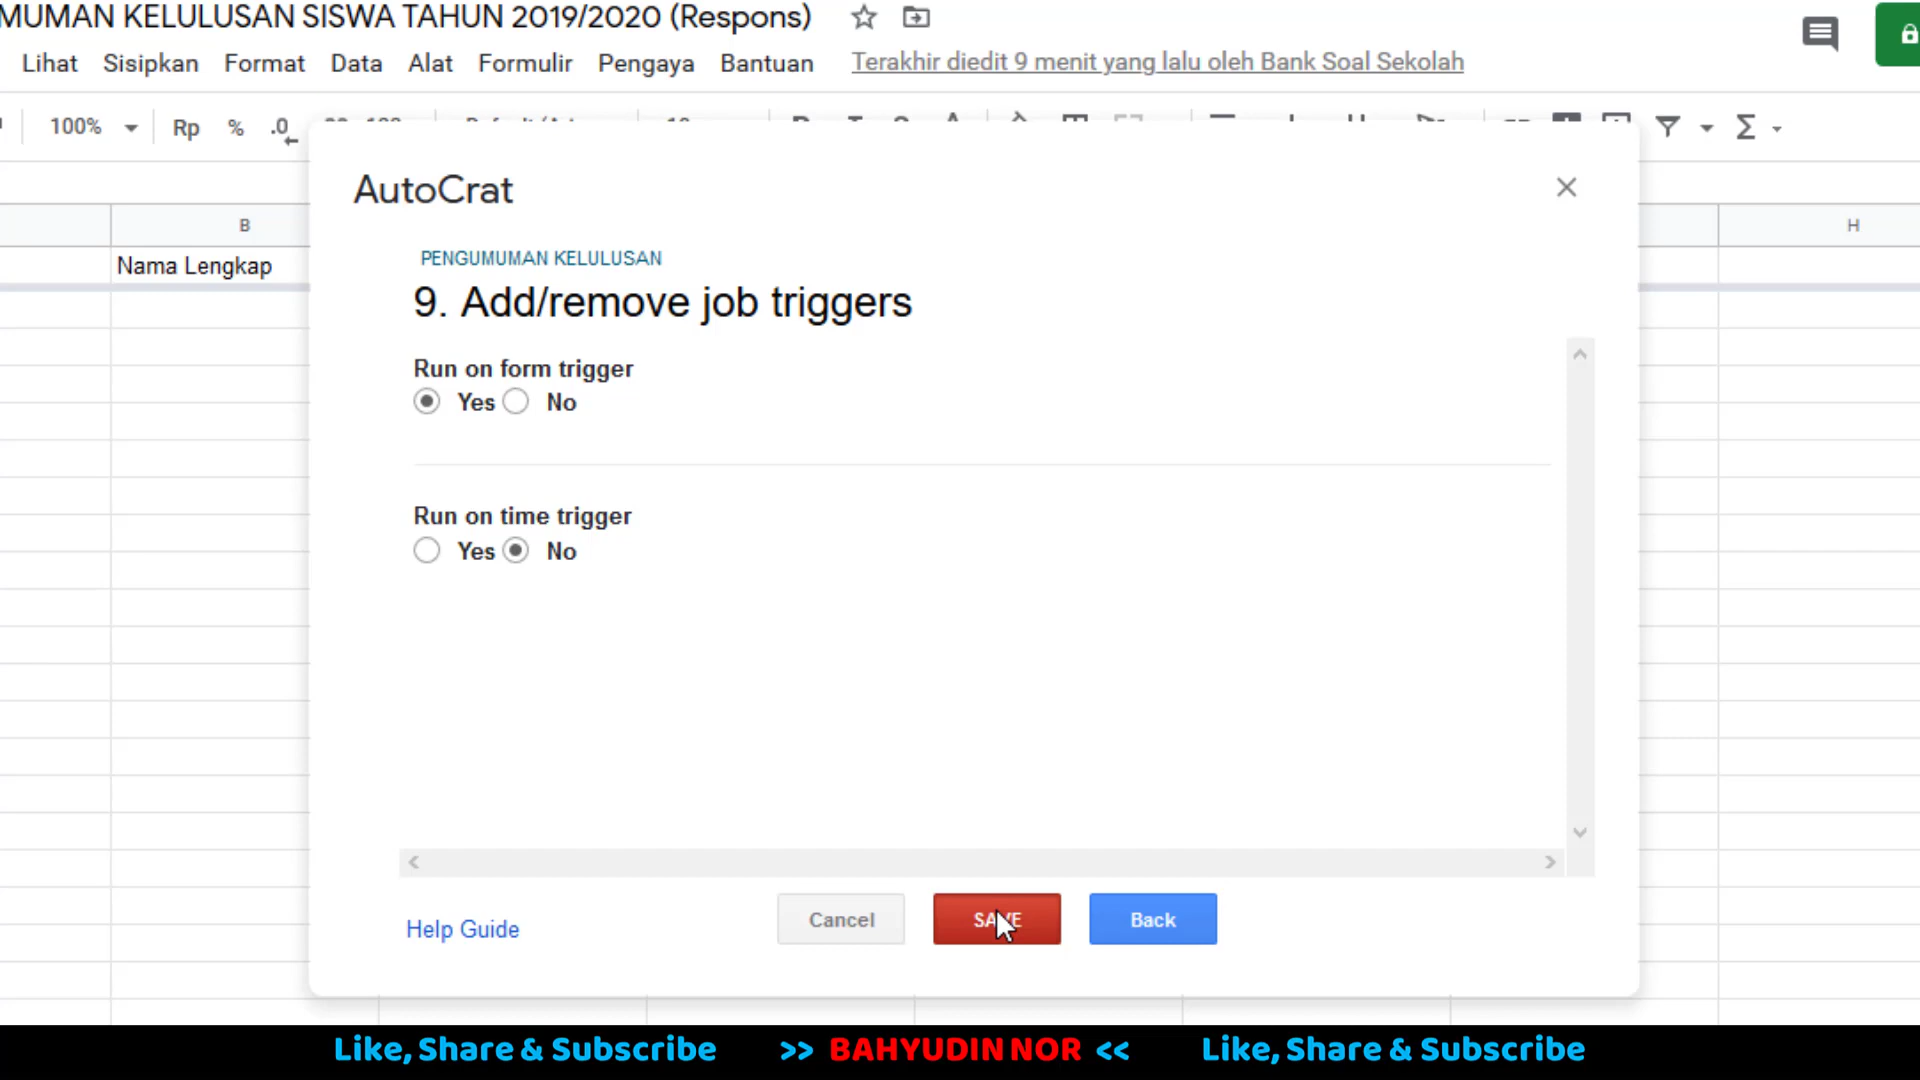 MUMAN KELULUSAN SISWA TAHUN 2019/2020 (Respons)
Lihat Sisipkan Format Data Alat Formulir Pengaya Bantuan Terakhir diedit 9 menit yang lalu oleh Bank Soal Sekolah
100% Rp % .0
AutoCrat
B H
PENGUMUMAN KELULUSAN
Nama Lengkap
9. Add/remove job triggers
Run on form trigger
Yes No
Run on time trigger
Yes No
Help Guide Cancel SAVE Back
Like, Share & Subscribe >> BAHYUDIN NOR << Like, Share & Subscribe